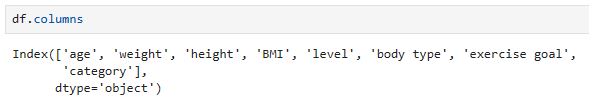 df.columns
Index(['age', 'weight', 'height', 'BMI', 'level', 'body type', 'exercise goal',
       'category'],
      dtype='object')